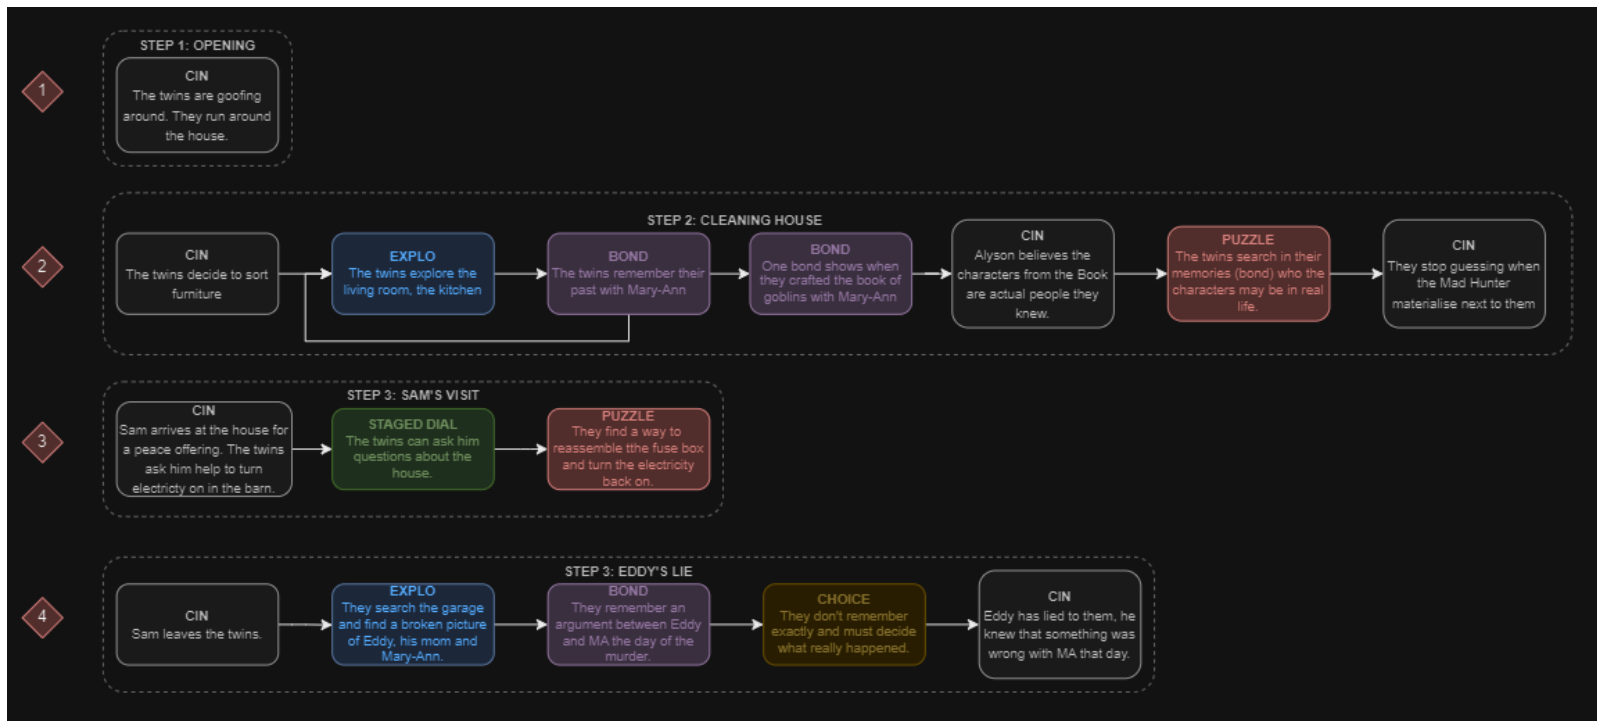 STEP 1: OPENING
1
CIN
The twins are goofing
around. They run around
the house.
STEP 2: CLEANING HOUSE
2
CIN
The twins decide to sort
furniture
EXPLO
The twins explore the
living room, the kitchen
BOND
The twins remember their
past with Mary-Ann
BOND
One bond shows when
they crafted the book of
goblins with Mary-Ann
CIN
Alyson believes the
characters from the Book
are actual people they
knew.
PUZZLE
The twins search in their
memories (bond) who the
characters may be in real
life.
CIN
They stop guessing when
the Mad Hunter
materialise next to them
STEP 3: SAM'S VISIT
3
CIN
Sam arrives at the house for
a peace offering. The twins
ask him help to turn
electricty on in the barn.
STAGED DIAL
The twins can ask him
questions about the
house.
PUZZLE
They find a way to
reassemble tthe fuse box
and turn the electricity
back on.
STEP 3: EDDY'S LIE
4
CIN
Sam leaves the twins.
EXPLO
They search the garage
and find a broken picture
of Eddy, his mom and
Mary-Ann.
BOND
They remember an
argument between Eddy
and MA the day of the
murder.
CHOICE
They don't remember
exactly and must decide
what really happened.
CIN
Eddy has lied to them, he
knew that something was
wrong with MA that day.